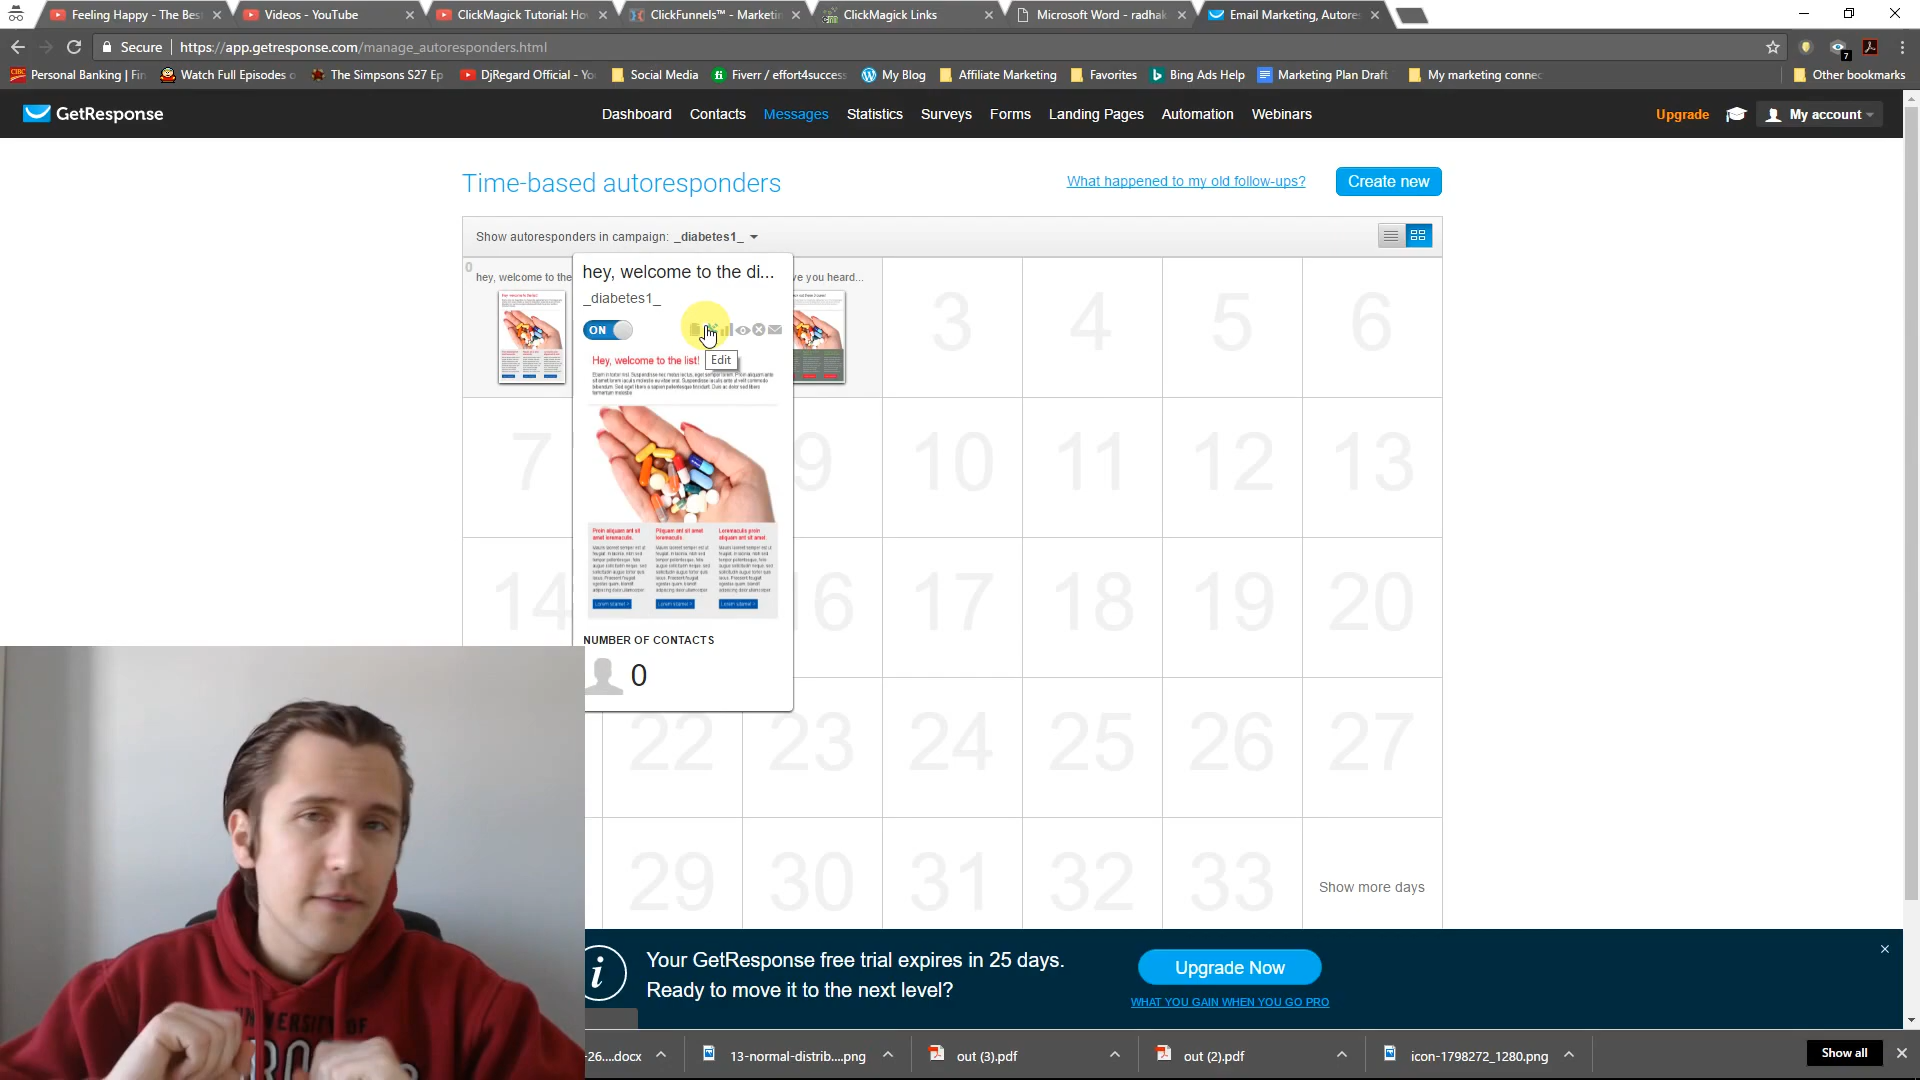 Feeling Happy - The Bes
Videos - YouTube
ClickMagick Tutorial: Ho
ClickFunnels™ - Marketin
ClickMagick Links
Microsoft Word - radhak
Email Marketing, Autores
Secure
https://app.getresponse.com/manage_autoresponders.html
Personal Banking | Fin
Watch Full Episodes o
The Simpsons S27 Ep
DjRegard Official - Yo
Social Media
Fiverr / effort4success
My Blog
Affiliate Marketing
Favorites
Bing Ads Help
Marketing Plan Draft
My marketing connec
Other bookmarks
GetResponse
Dashboard
Contacts
Messages
Statistics
Surveys
Forms
Landing Pages
Automation
Webinars
Upgrade
My account
Time-based autoresponders
What happened to my old follow-ups?
Create new
Show autoresponders in campaign: _diabetes1_
0
hey, welcome to the
hey, welcome to the di...
_diabetes1_
ON
Edit
Hey, welcome to the list!
ve you heard...
3
4
5
6
7
9
10
11
12
13
14
16
17
18
19
20
22
23
24
25
26
27
29
30
31
32
33
Show more days
NUMBER OF CONTACTS
0
Your GetResponse free trial expires in 25 days.
Ready to move it to the next level?
Upgrade Now
WHAT YOU GAIN WHEN YOU GO PRO
-26....docx
13-normal-distrib....png
out (3).pdf
out (2).pdf
icon-1798272_1280.png
Show all